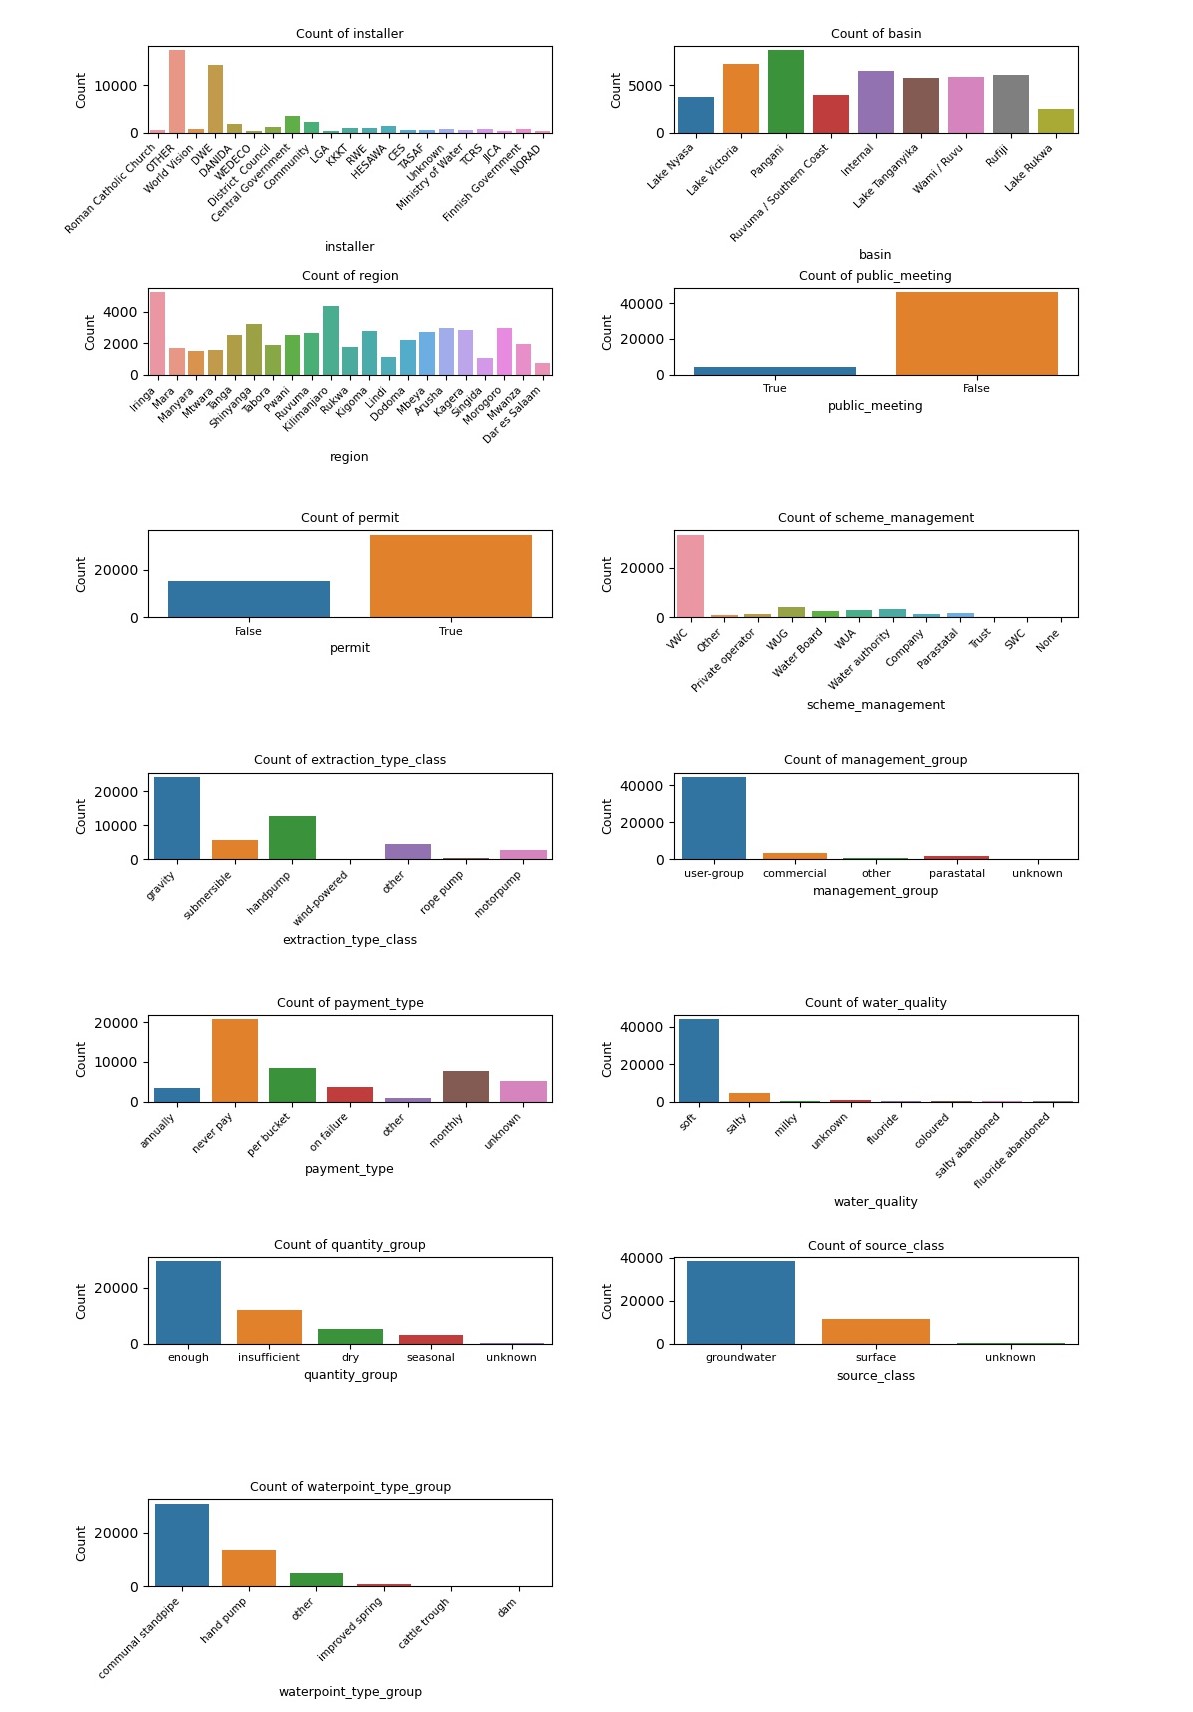 Count of installer
Count
10000
0
Roman Catholic Church
OTHER
World Vision
DWE
DANIDA
WEDECO
District  Council
Central Government
Community
LGA
KKKT
RWE
HESAWA
CES
TASAF
Unknown
Ministry of Water
TCRS
JICA
Finnish Government
NORAD
installer
Count of basin
Count
5000
0
Lake Nyasa
Lake Victoria
Pangani
Ruvuma / Southern Coast
Internal
Lake Tanganyika
Wami / Ruvu
Rufiji
Lake Rukwa
basin
Count of region
Count
4000
2000
0
Iringa
Mara
Manyara
Mtwara
Tanga
Shinyanga
Tabora
Pwani
Ruvuma
Kilimanjaro
Rukwa
Kigoma
Lindi
Dodoma
Mbeya
Arusha
Kagera
Singida
Morogoro
Mwanza
Dar es Salaam
region
Count of public_meeting
Count
40000
20000
0
True
False
public_meeting
Count of permit
Count
20000
0
False
True
permit
Count of scheme_management
Count
20000
0
VWC
Other
Private operator
WUG
Water Board
WUA
Water authority
Company
Parastatal
Trust
SWC
None
scheme_management
Count of extraction_type_class
Count
20000
10000
0
gravity
submersible
handpump
wind-powered
other
rope pump
motorpump
extraction_type_class
Count of management_group
Count
40000
20000
0
user-group
commercial
other
parastatal
unknown
management_group
Count of payment_type
Count
20000
10000
0
annually
never pay
per bucket
on failure
other
monthly
unknown
payment_type
Count of water_quality
Count
40000
20000
0
soft
salty
milky
unknown
fluoride
coloured
salty abandoned
fluoride abandoned
water_quality
Count of quantity_group
Count
20000
0
enough
insufficient
dry
seasonal
unknown
quantity_group
Count of source_class
Count
40000
20000
0
groundwater
surface
unknown
source_class
Count of waterpoint_type_group
Count
20000
0
communal standpipe
hand pump
other
improved spring
cattle trough
dam
waterpoint_type_group